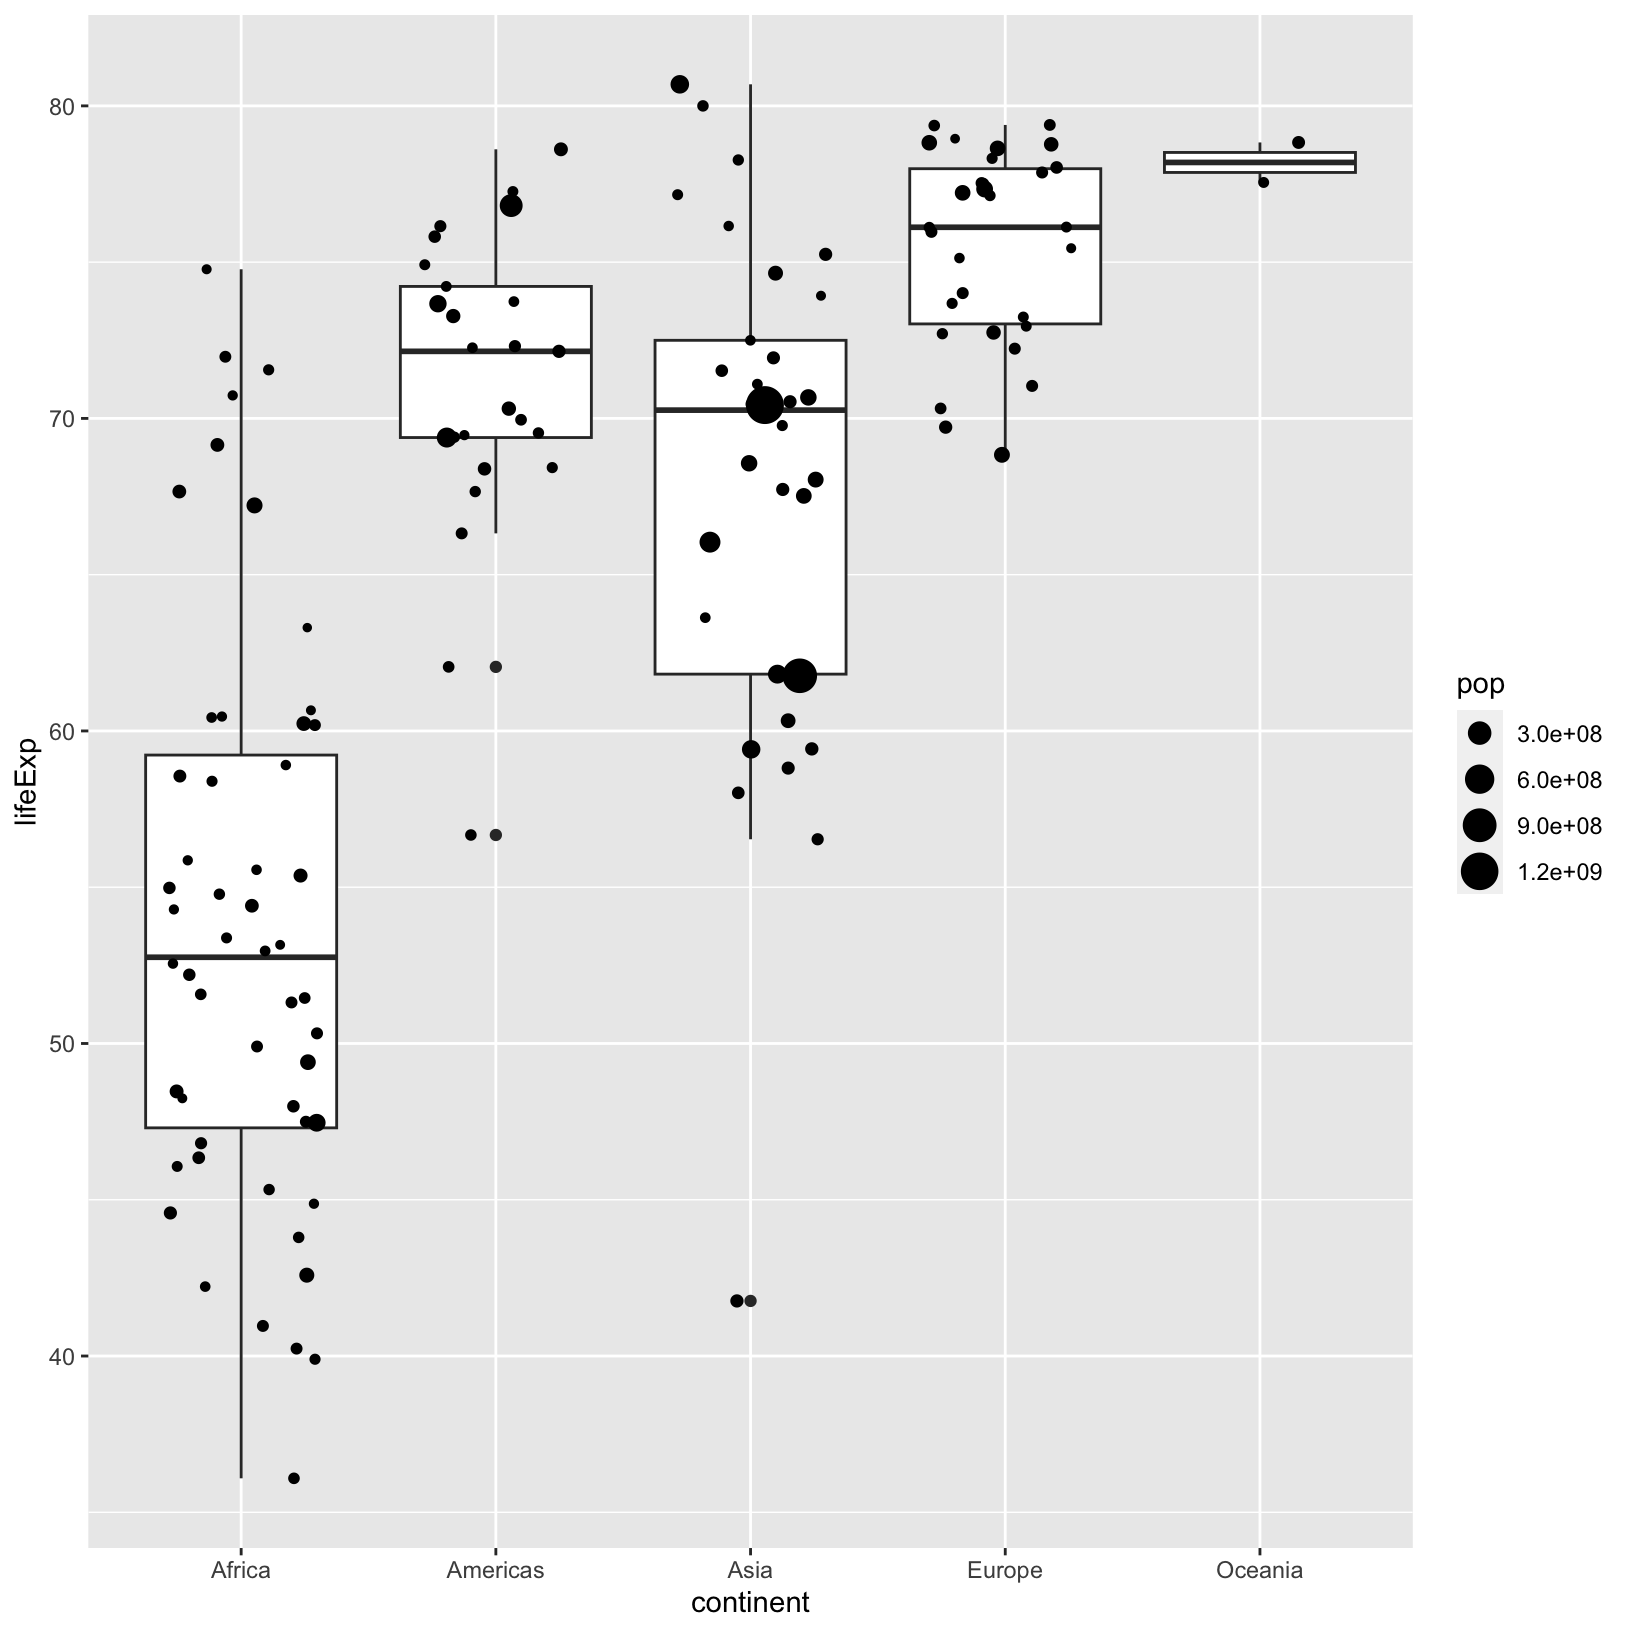 80
70
60
50
40
lifeExp
Africa
Americas
Asia
Europe
Oceania
continent
pop
3.0e+08
6.0e+08
9.0e+08
1.2e+09